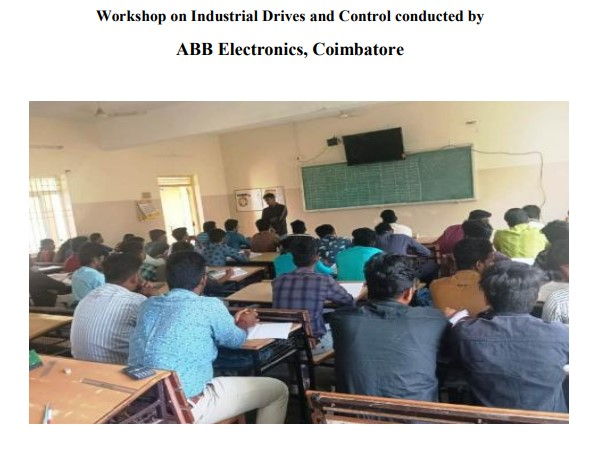 Workshop on Industrial Drives and Control conducted by
ABB Electronics, Coimbatore